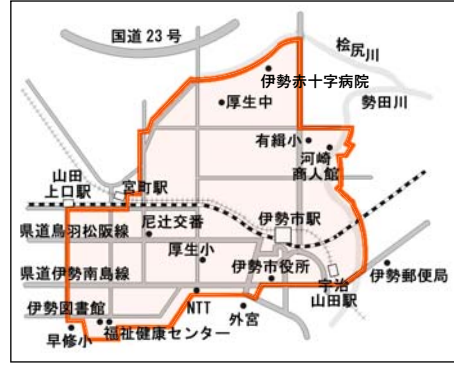 国道23号
桧尻川
伊勢赤十字病院
勢田川
厚生中
有緝小
河崎
商人館
山田
上口駅
宮町駅
尼辻交番
伊勢市駅
県道鳥羽松阪線
厚生小
県道伊勢南島線
伊勢市役所
伊勢郵便局
宇治
山田駅
伊勢図書館
NTT
外宮
福祉健康センター
早修小